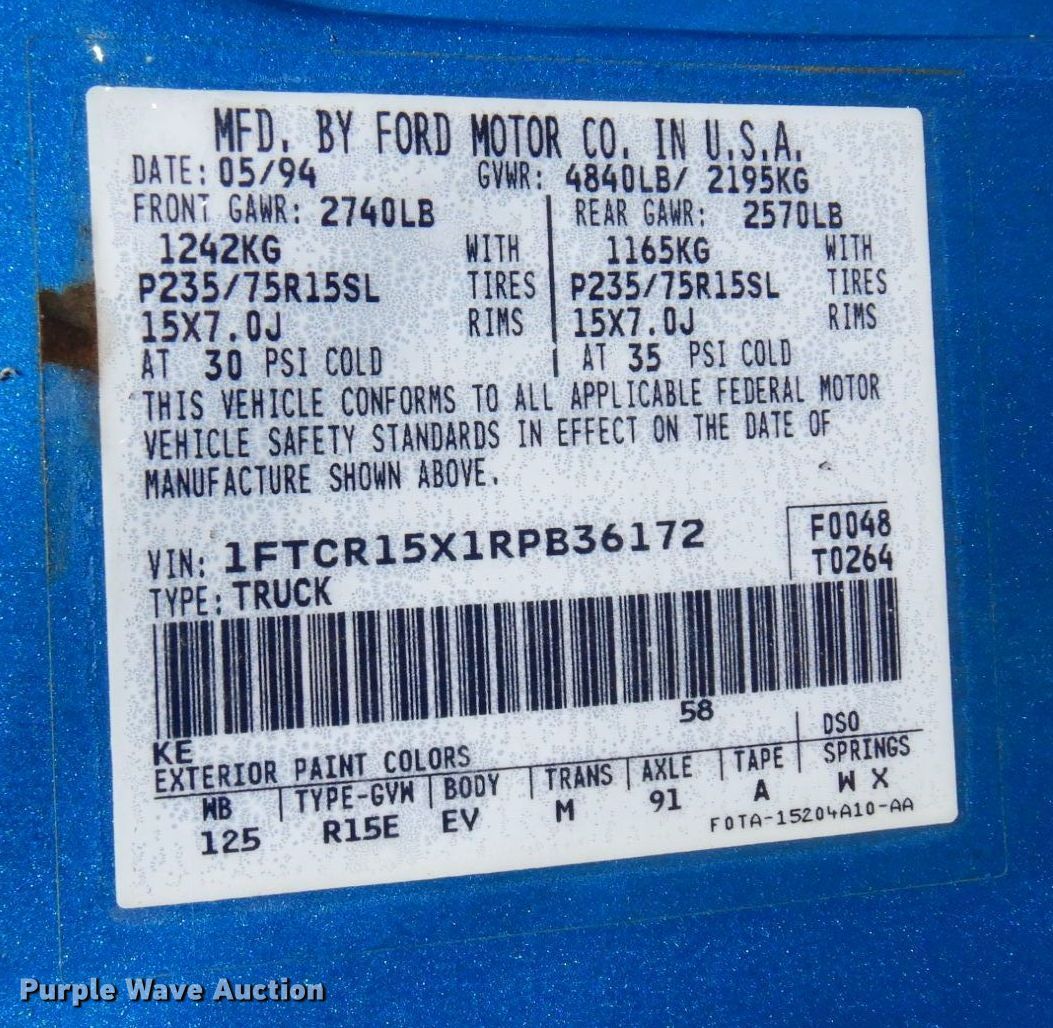 MFD. BY FORD MOTOR CO. IN U.S.A.
DATE: 05/94 GVWR: 4840LB/ 2195KG
FRONT GAWR: 2740LB REAR GAWR: 2570LB
1242KG WITH 1165KG WITH
P235/75R15SL TIRES P235/75R15SL TIRES
15X7.0J RIMS 15X7.0J RIMS
AT 30 PSI COLD AT 35 PSI COLD
THIS VEHICLE CONFORMS TO ALL APPLICABLE FEDERAL MOTOR
VEHICLE SAFETY STANDARDS IN EFFECT ON THE DATE OF
MANUFACTURE SHOWN ABOVE.
VIN: 1FTCR15X1RPB36172 F0048
TYPE: TRUCK T0264
58
KE DSO
EXTERIOR PAINT COLORS
WB TYPE-GVW BODY TRANS AXLE TAPE SPRINGS
125 R15E EV M 91 A W X
F0TA-15204A10-AA
Purple Wave Auction